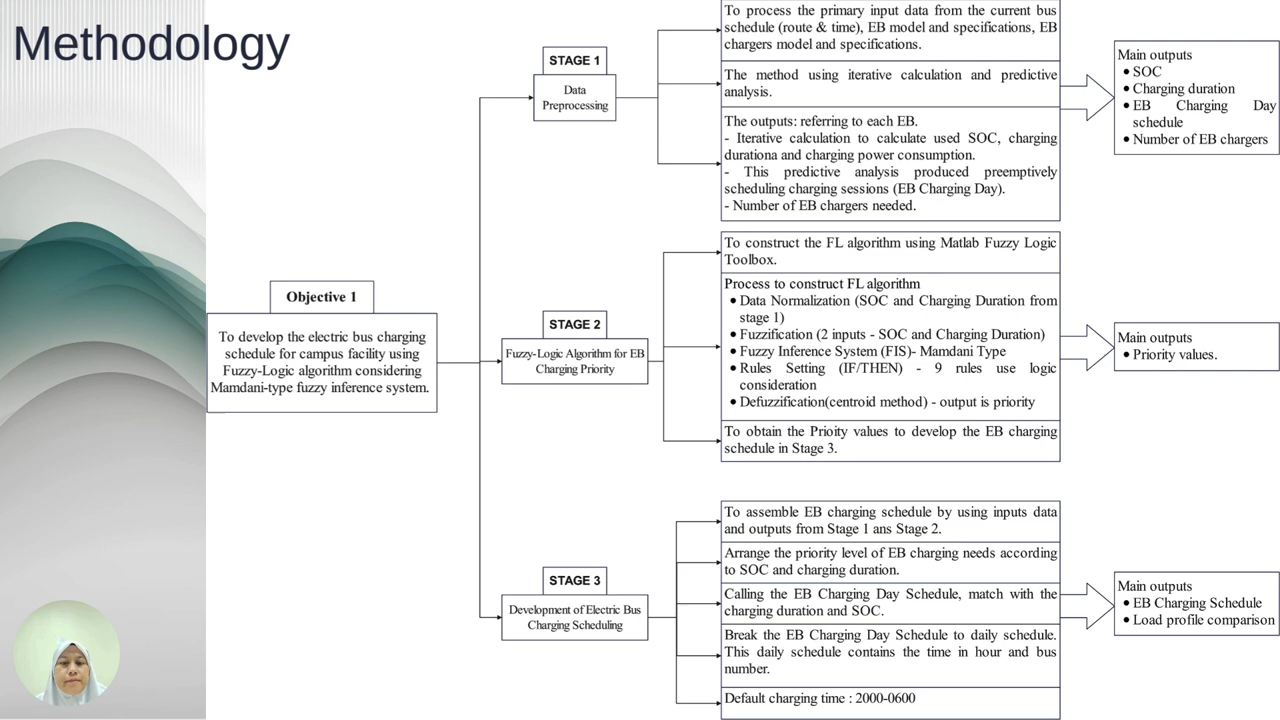 Methodology
Objective 1
To develop the electric bus charging
schedule for campus facility using
Fuzzy-Logic algorithm considering
Mamdani-type fuzzy inference system.
STAGE 1
Data
Preprocessing
To process the primary input data from the current bus
schedule (route & time), EB model and specifications, EB
chargers model and specifications.
The method using iterative calculation and predictive
analysis.
The outputs: referring to each EB.
- Iterative calculation to calculate used SOC, charging
durationa and charging power consumption.
- This predictive analysis produced preemptively
scheduling charging sessions (EB Charging Day).
- Number of EB chargers needed.
Main outputs
● SOC
● Charging duration
● EB Charging Day
schedule
● Number of EB chargers
STAGE 2
Fuzzy-Logic Algorithm for EB
Charging Priority
To construct the FL algorithm using Matlab Fuzzy Logic
Toolbox.
Process to construct FL algorithm
● Data Normalization (SOC and Charging Duration from
stage 1)
● Fuzzification (2 inputs - SOC and Charging Duration)
● Fuzzy Inference System (FIS)- Mamdani Type
● Rules Setting (IF/THEN) - 9 rules use logic
consideration
● Defuzzification(centroid method) - output is priority
To obtain the Prioity values to develop the EB charging
schedule in Stage 3.
Main outputs
● Priority values.
STAGE 3
Development of Electric Bus
Charging Scheduling
To assemble EB charging schedule by using inputs data
and outputs from Stage 1 ans Stage 2.
Arrange the priority level of EB charging needs according
to SOC and charging duration.
Calling the EB Charging Day Schedule, match with the
charging duration and SOC.
Break the EB Charging Day Schedule to daily schedule.
This daily schedule contains the time in hour and bus
number.
Default charging time : 2000-0600
Main outputs
● EB Charging Schedule
● Load profile comparison